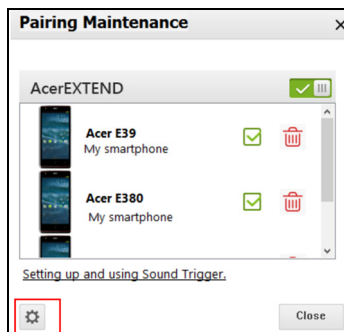 Pairing Maintenance
AcerEXTEND
Acer E39
My smartphone
Acer E380
My smartphone
Setting up and using Sound Trigger.
Close